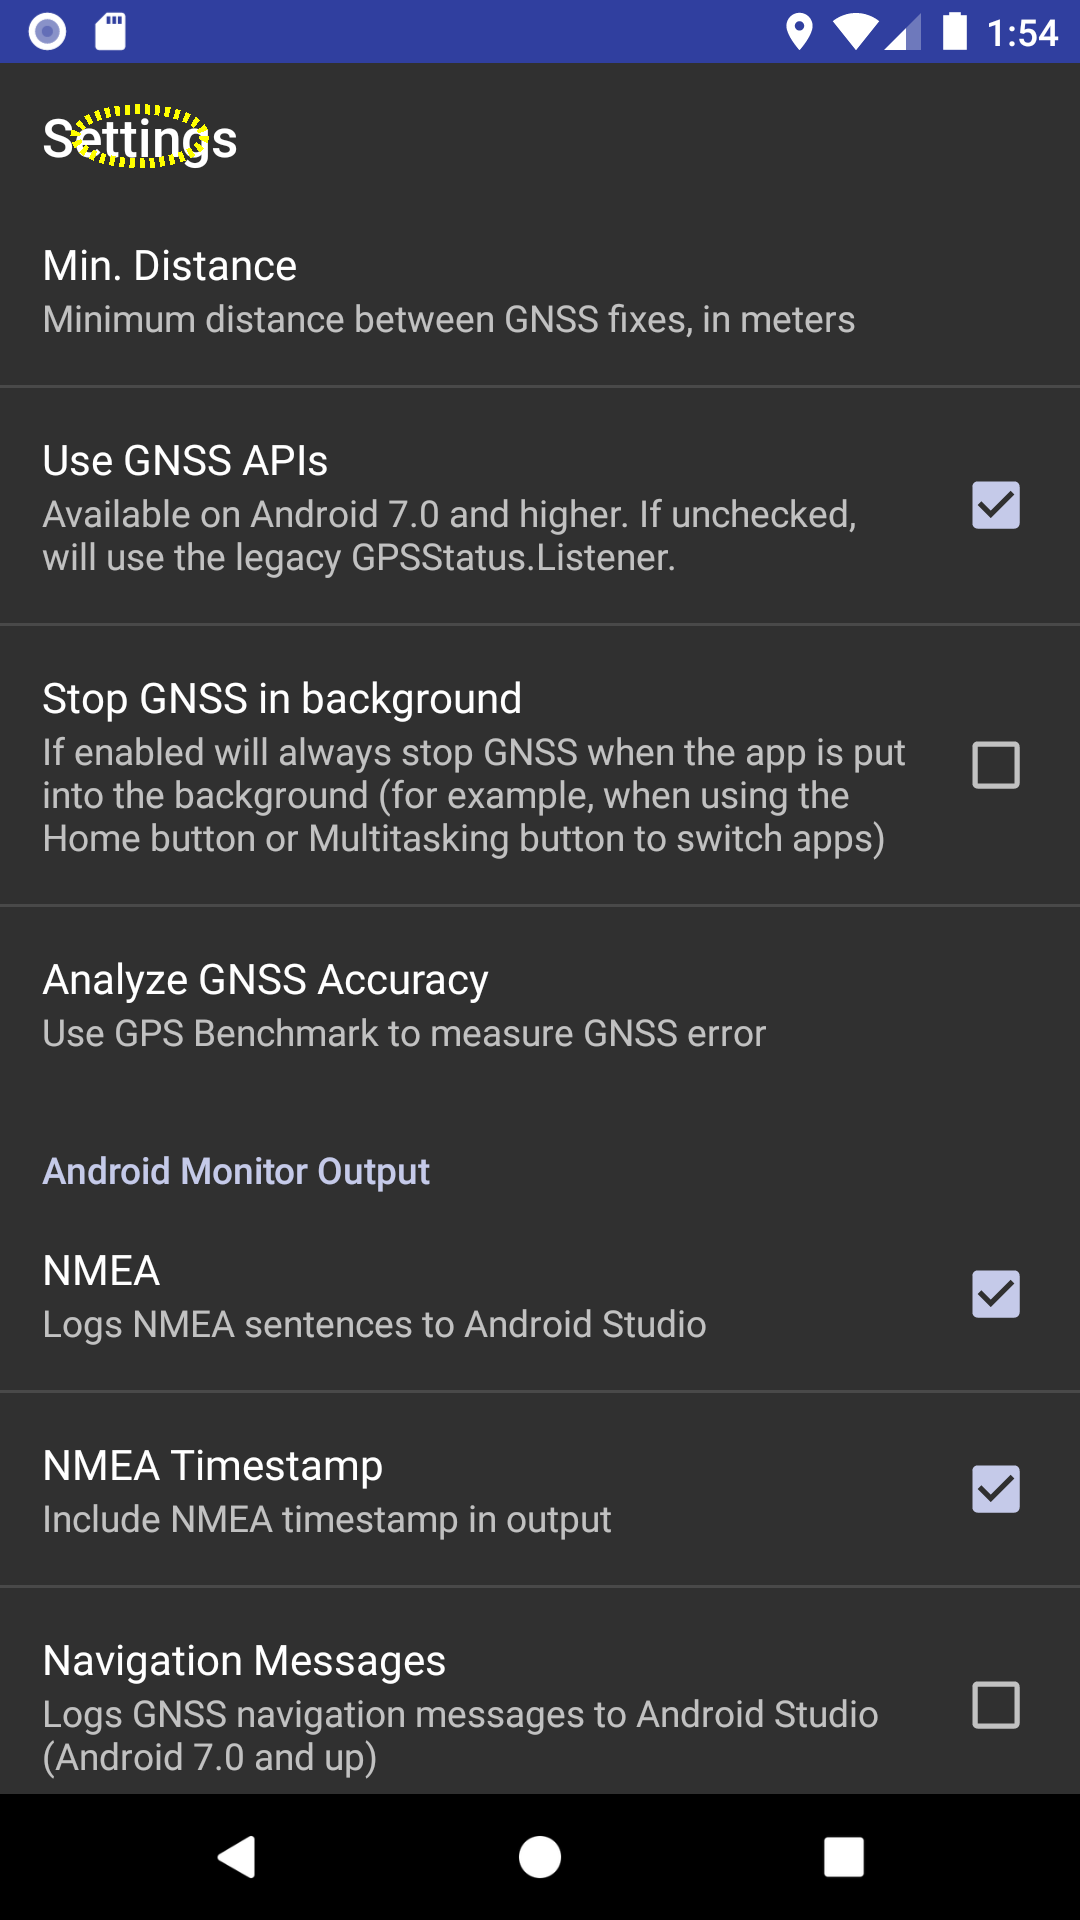 1:54
Settings
Min. Distance
Minimum distance between GNSS fixes, in meters
Use GNSS APIs
Available on Android 7.0 and higher. If unchecked,
will use the legacy GPSStatus.Listener.
Stop GNSS in background
If enabled will always stop GNSS when the app is put
into the background (for example, when using the
Home button or Multitasking button to switch apps)
Analyze GNSS Accuracy
Use GPS Benchmark to measure GNSS error
Android Monitor Output
NMEA
Logs NMEA sentences to Android Studio
NMEA Timestamp
Include NMEA timestamp in output
Navigation Messages
Logs GNSS navigation messages to Android Studio
(Android 7.0 and up)